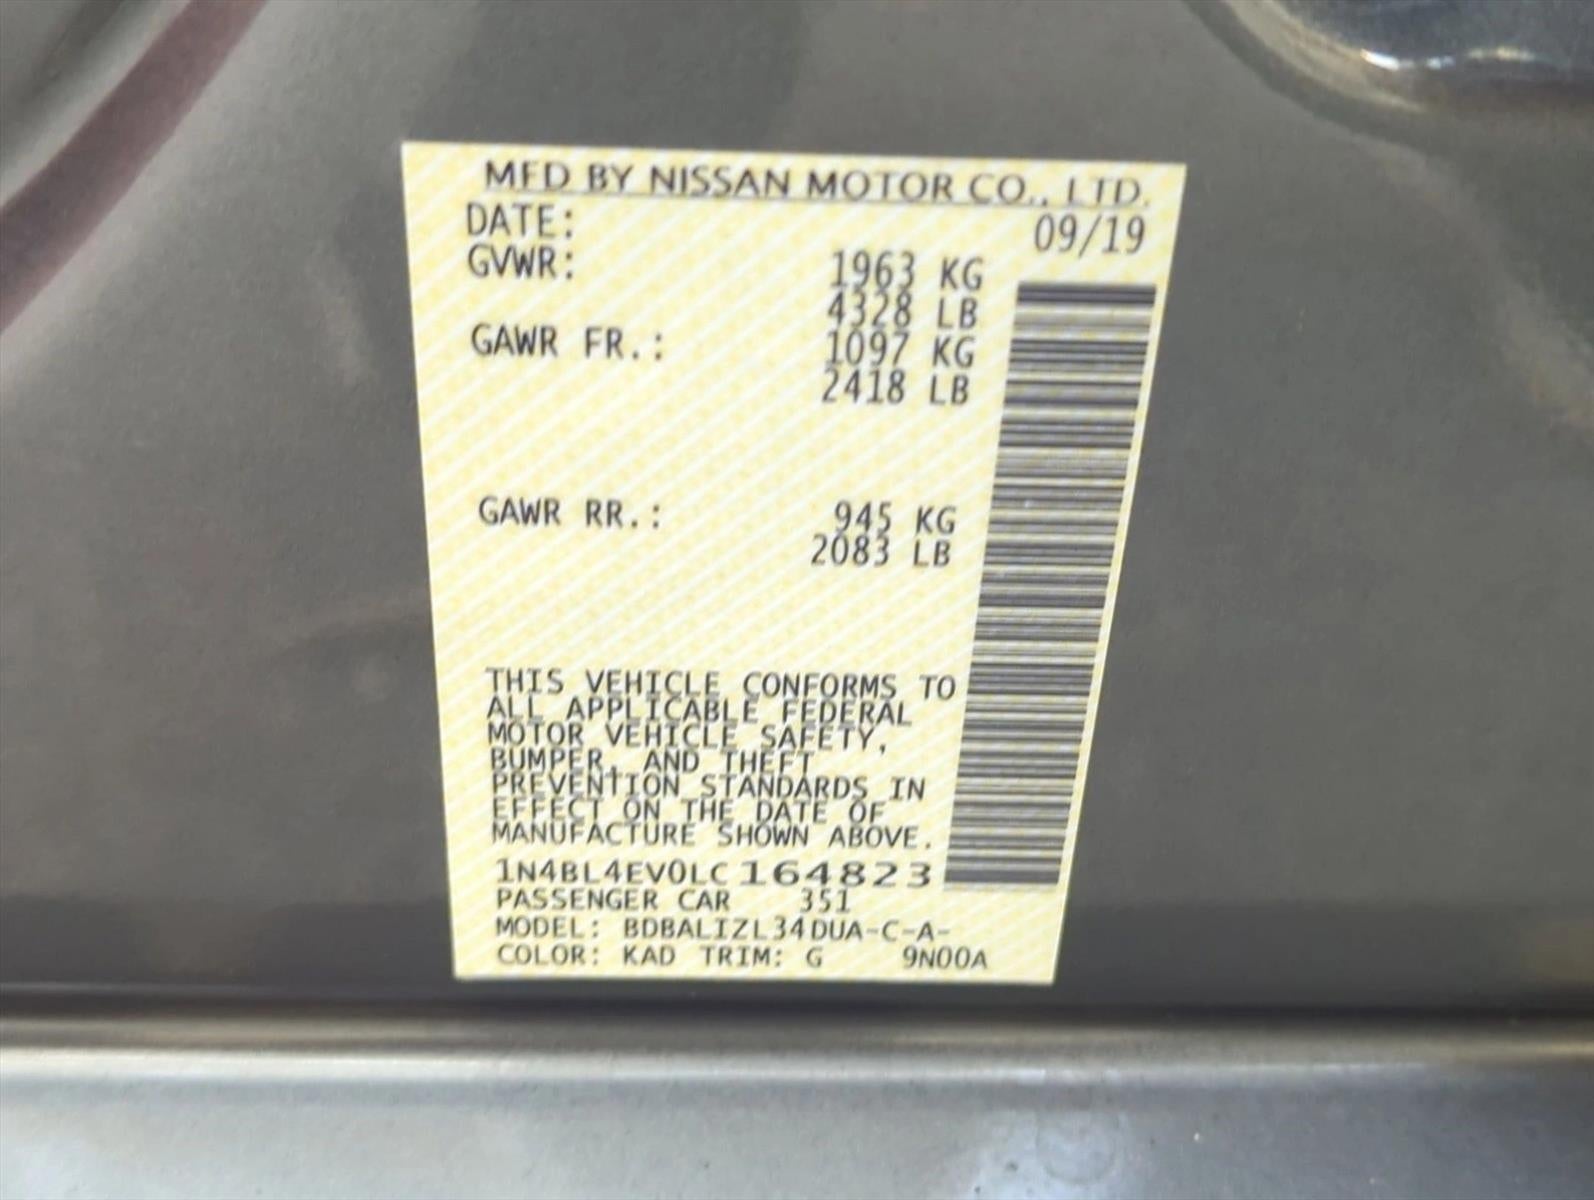 MFD BY NISSAN MOTOR CO., LTD.
DATE: 09/19
GVWR: 1963 KG
4328 LB
GAWR FR.: 1097 KG
2418 LB
GAWR RR.: 945 KG
2083 LB
THIS VEHICLE CONFORMS TO
ALL APPLICABLE FEDERAL
MOTOR VEHICLE SAFETY,
BUMPER, AND THEFT
PREVENTION STANDARDS IN
EFFECT ON THE DATE OF
MANUFACTURE SHOWN ABOVE.
1N4BL4EV0LC164823
PASSENGER CAR 351
MODEL: BDBALIZL34DUA-C-A-
COLOR: KAD TRIM: G 9N00A